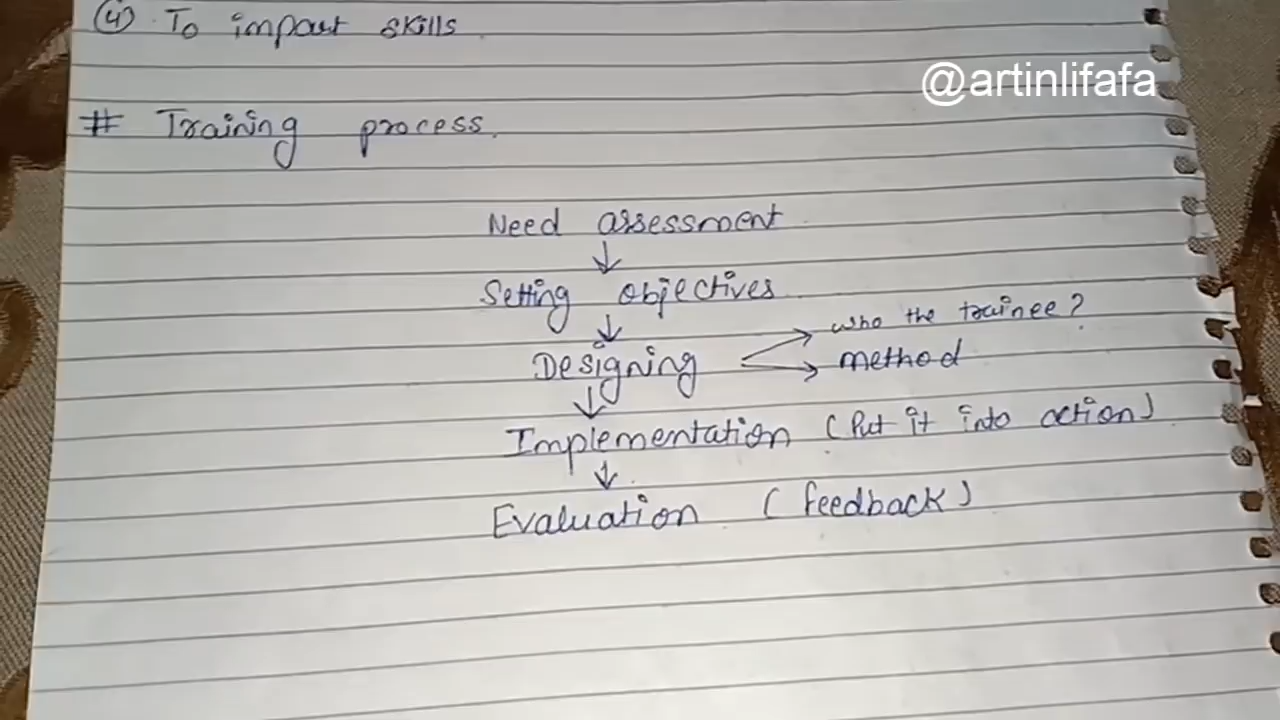 ④ To impart skills
@artinlifafa
# Training process.
Need assessment
↓
Setting objectives
↓
who the trainee?
Designing → method
↓
Implementation (Put it into action)
↓
Evaluation (feedback)